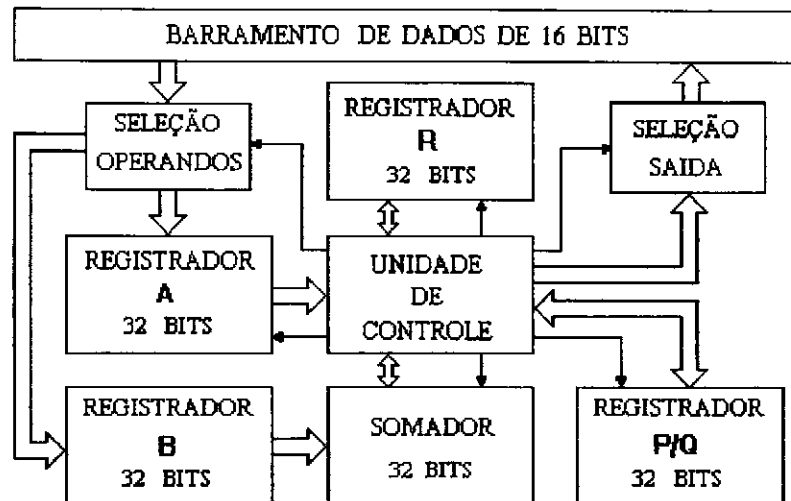 BARRAMENTO DE DADOS DE 16 BITS
SELEÇÃO
OPERANDOS
REGISTRADOR
R
32 BITS
SELEÇÃO
SAIDA
REGISTRADOR
A
32 BITS
UNIDADE
DE
CONTROLE
REGISTRADOR
B
32 BITS
SOMADOR
32 BITS
REGISTRADOR
P/Q
32 BITS